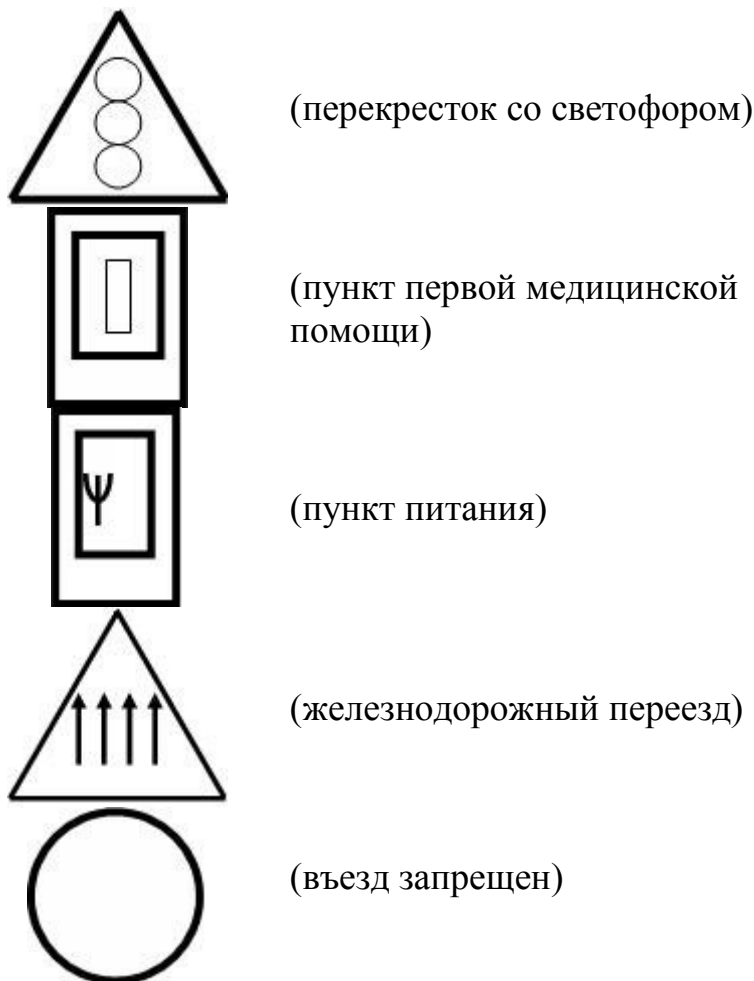 (перекресток со светофором)
(пункт первой медицинской
помощи)
(пункт питания)
(железнодорожный переезд)
(въезд запрещен)